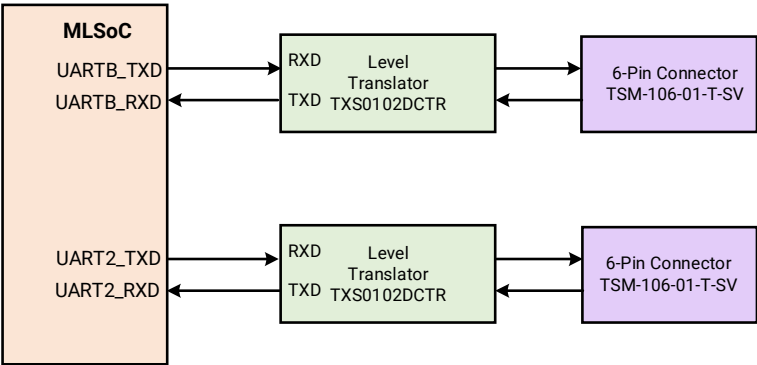 MLSoC
UARTB_TXD
UARTB_RXD
RXD
TXD
Level
Translator
TXS0102DCTR
6-Pin Connector
TSM-106-01-T-SV
UART2_TXD
UART2_RXD
RXD
TXD
Level
Translator
TXS0102DCTR
6-Pin Connector
TSM-106-01-T-SV